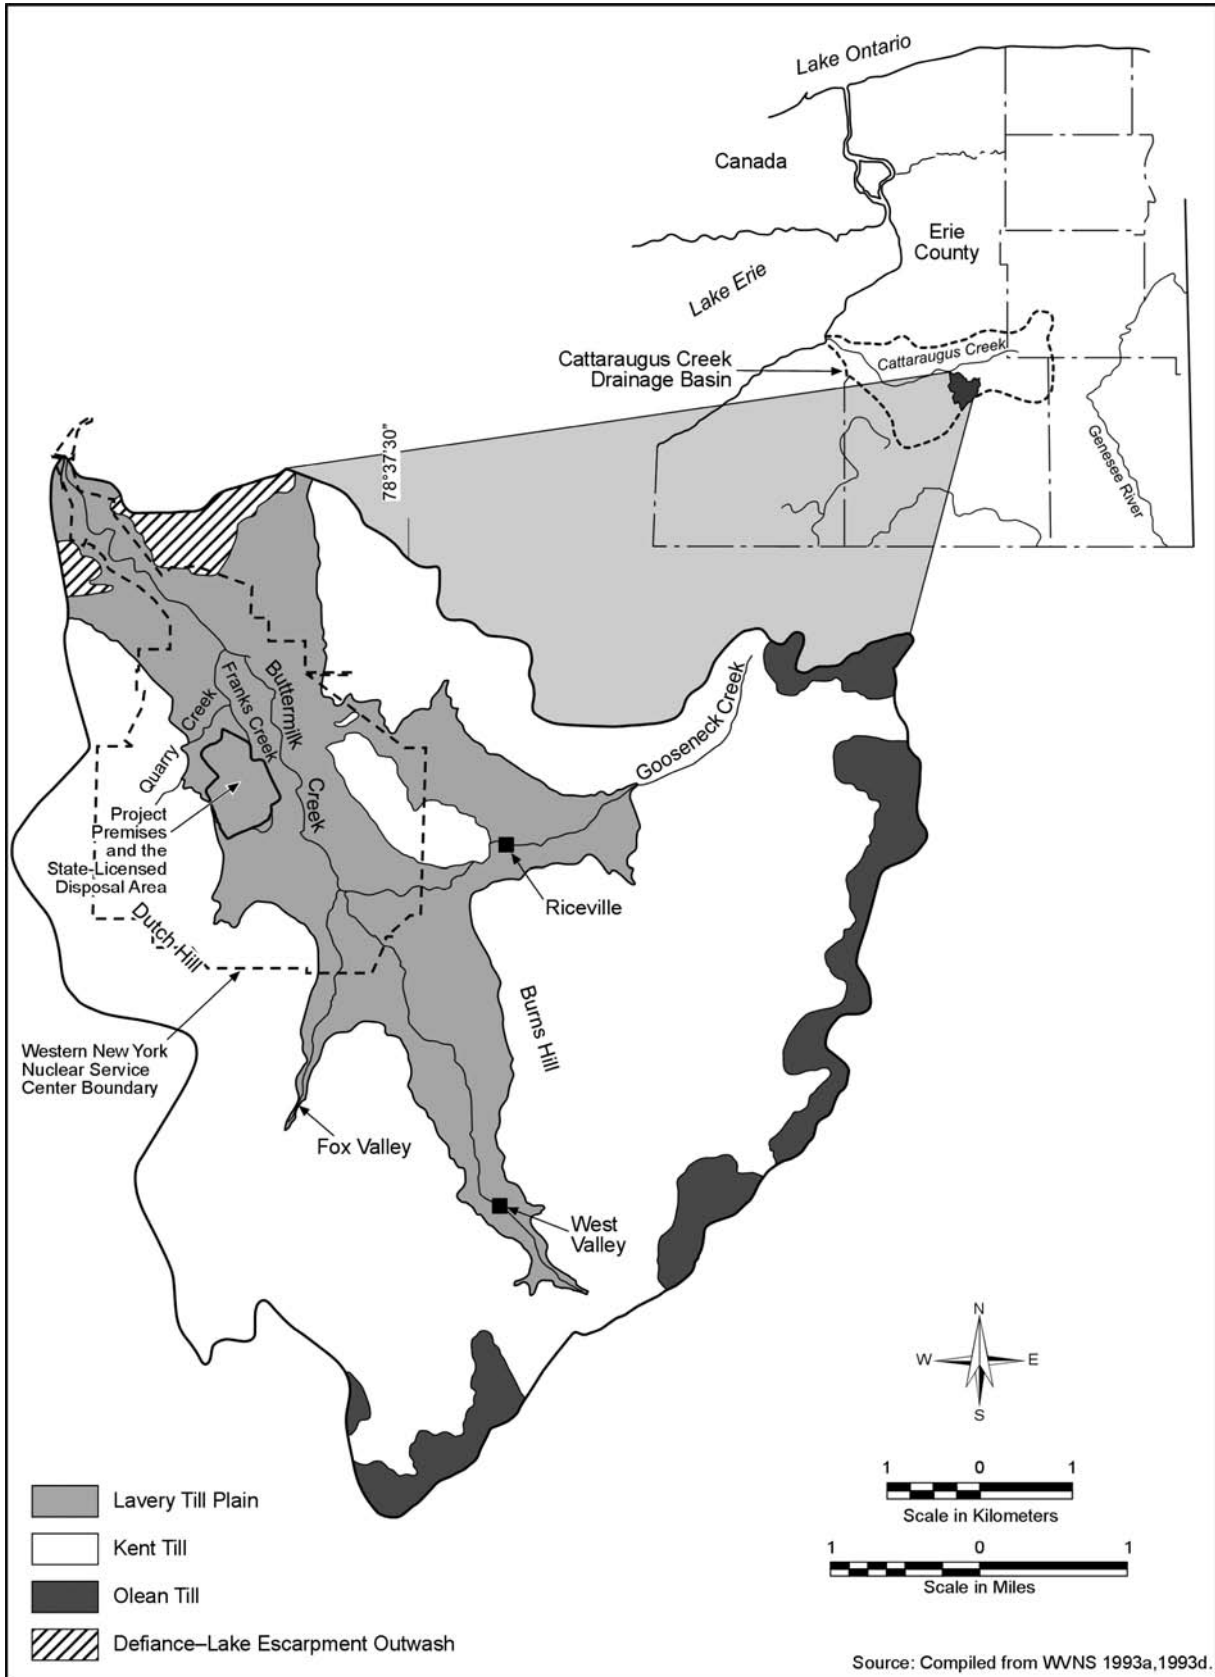 Lake Ontario
Canada
Erie
County
Lake Erie
Cattaraugus Creek
Cattaraugus Creek
Drainage Basin
Genesee River
78°37'30"
Gooseneck Creek
Buttermilk
Creek
Franks Creek
Quarry Creek
Project
Premises
and the
State-Licensed
Disposal Area
Riceville
Dutch Hill
Burns Hill
Western New York
Nuclear Service
Center Boundary
Fox Valley
West
Valley
N
W E
S
1 0 1
Scale in Kilometers
1 0 1
Scale in Miles
Lavery Till Plain
Kent Till
Olean Till
Defiance–Lake Escarpment Outwash
Source: Compiled from WVNS 1993a,1993d.